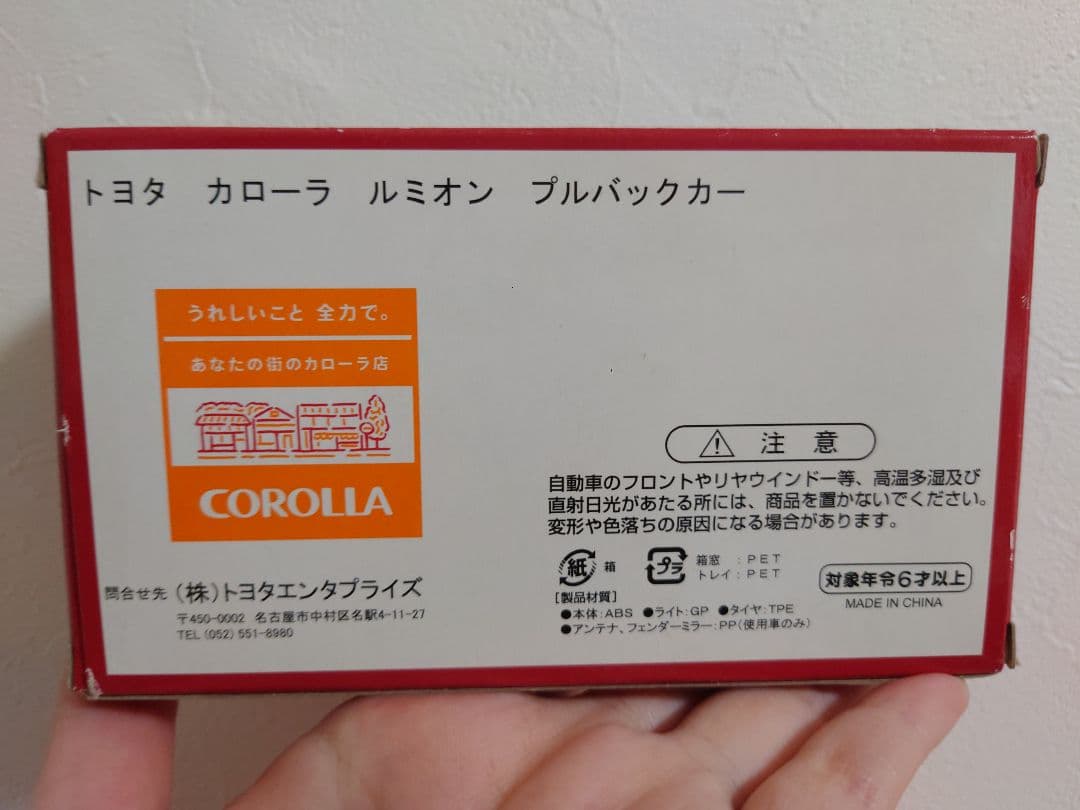 トヨタ カローラ ルミオン プルバックカー
うれしいこと 全力で。
あなたの街のカローラ店
COROLLA
注意
自動車のフロントやリヤウインドー等、高温多湿及び
直射日光があたる所には、商品を置かないでください。
変形や色落ちの原因になる場合があります。
紙 箱
プラ 箱窓 :PET
トレイ:PET
対象年令6才以上
MADE IN CHINA
[製品材質]
●本体:ABS ●ライト:GP ●タイヤ:TPE
●アンテナ、フェンダーミラー:PP(使用車のみ)
問合せ先 (株)トヨタエンタプライズ
〒450-0002 名古屋市中村区名駅4-11-27
TEL(052)551-8980